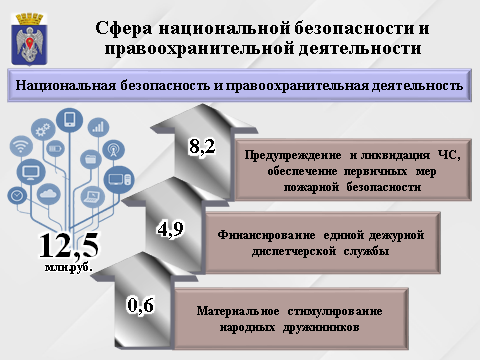 Сфера национальной безопасности и
правоохранительной деятельности
Национальная безопасность и правоохранительная деятельность
8,2
Предупреждение и ликвидация ЧС,
обеспечение первичных мер
пожарной безопасности
4,9
Финансирование единой дежурной
диспетчерской службы
12,5
млн.руб.
0,6
Материальное стимулирование
народных дружинников